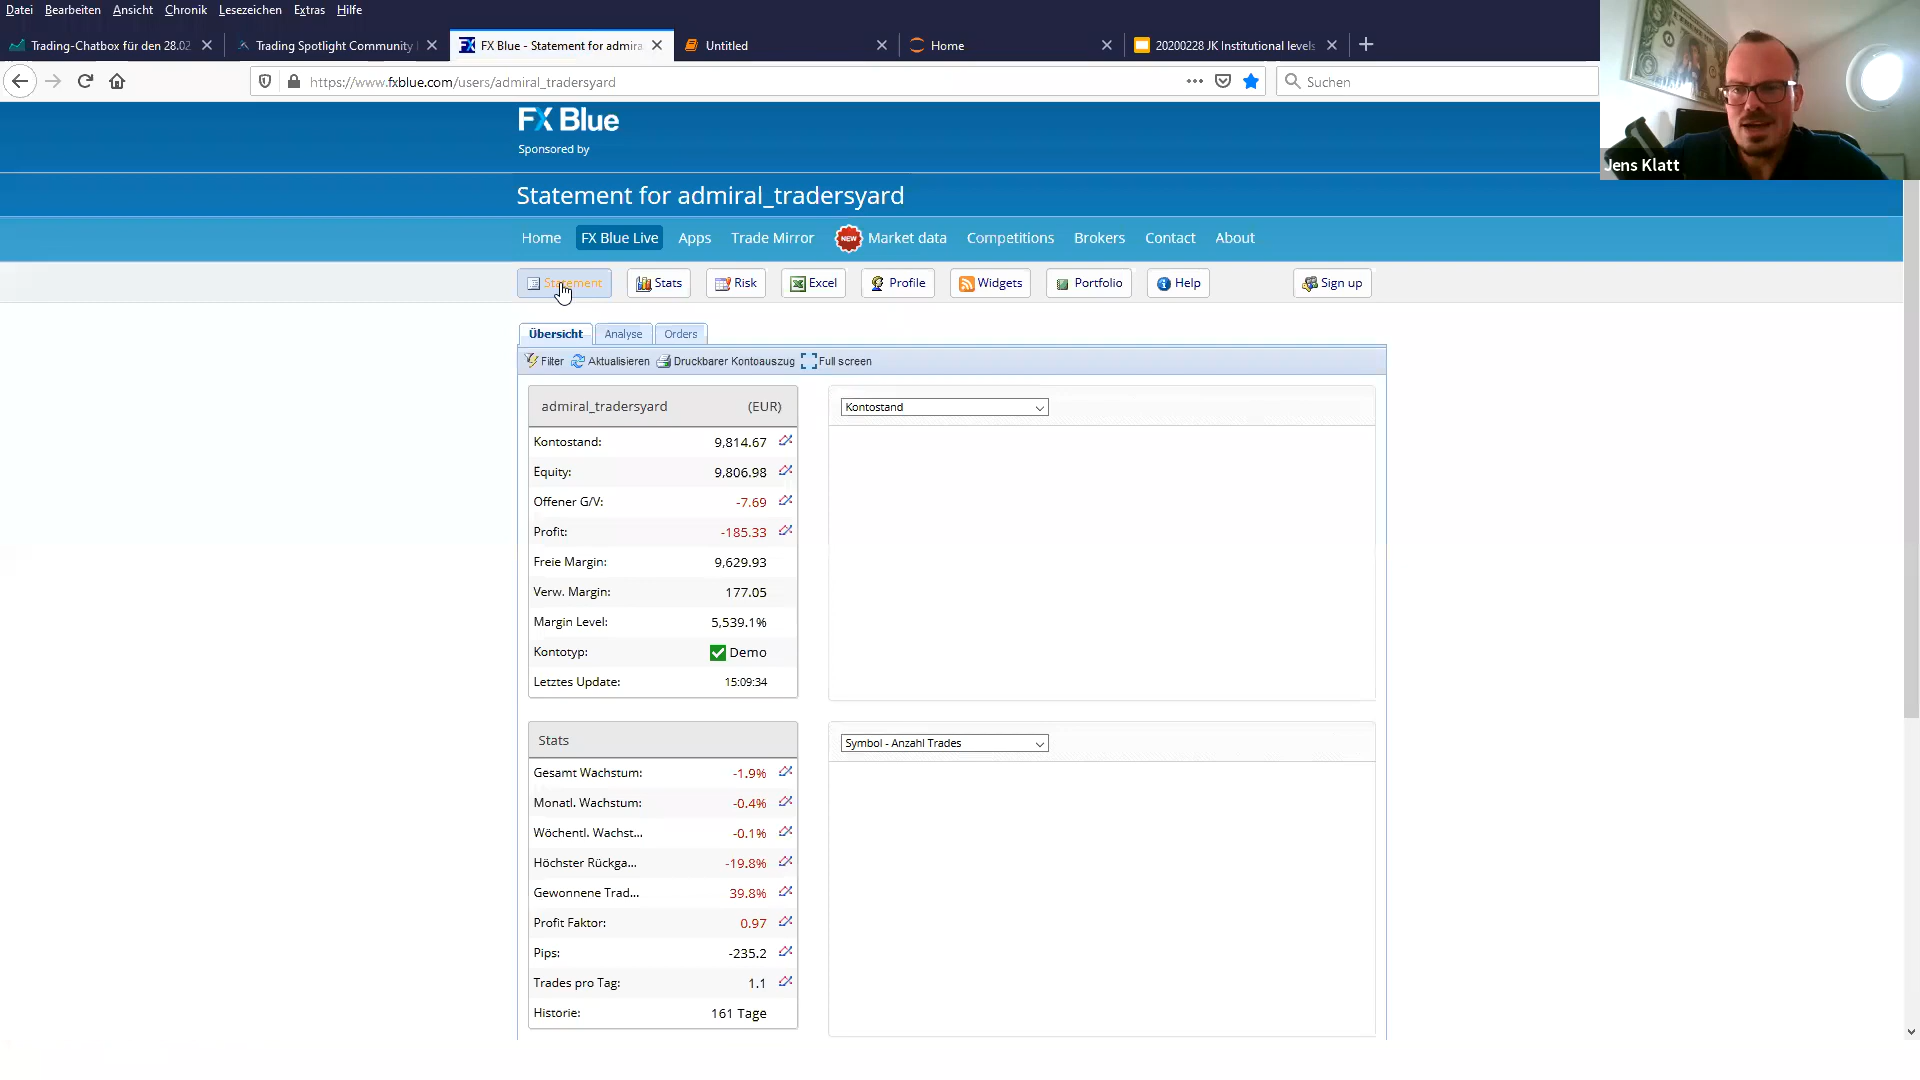 Datei Bearbeiten Ansicht Chronik Lesezeichen Extras Hilfe
Trading-Chatbox für den 28.02
Trading Spotlight Community
FX Blue - Statement for admira
Untitled
Home
20200228 JK Institutional levels
https://www.fxblue.com/users/admiral_tradersyard
Suchen
Jens Klatt
FX Blue
Sponsored by
Statement for admiral_tradersyard
Home FX Blue Live Apps Trade Mirror NEW Market data Competitions Brokers Contact About
Statement Stats Risk Excel Profile Widgets Portfolio Help Sign up
Übersicht Analyse Orders
Filter Aktualisieren Druckbarer Kontoauszug Full screen
admiral_tradersyard (EUR)
Kontostand: 9,814.67
Equity: 9,806.98
Offener G/V: -7.69
Profit: -185.33
Freie Margin: 9,629.93
Verw. Margin: 177.05
Margin Level: 5,539.1%
Kontotyp: Demo
Letztes Update: 15:09:34
Kontostand
Stats
Gesamt Wachstum: -1.9%
Monatl. Wachstum: -0.4%
Wöchentl. Wachst... -0.1%
Höchster Rückga... -19.8%
Gewonnene Trad... 39.8%
Profit Faktor: 0.97
Pips: -235.2
Trades pro Tag: 1.1
Historie: 161 Tage
Symbol - Anzahl Trades